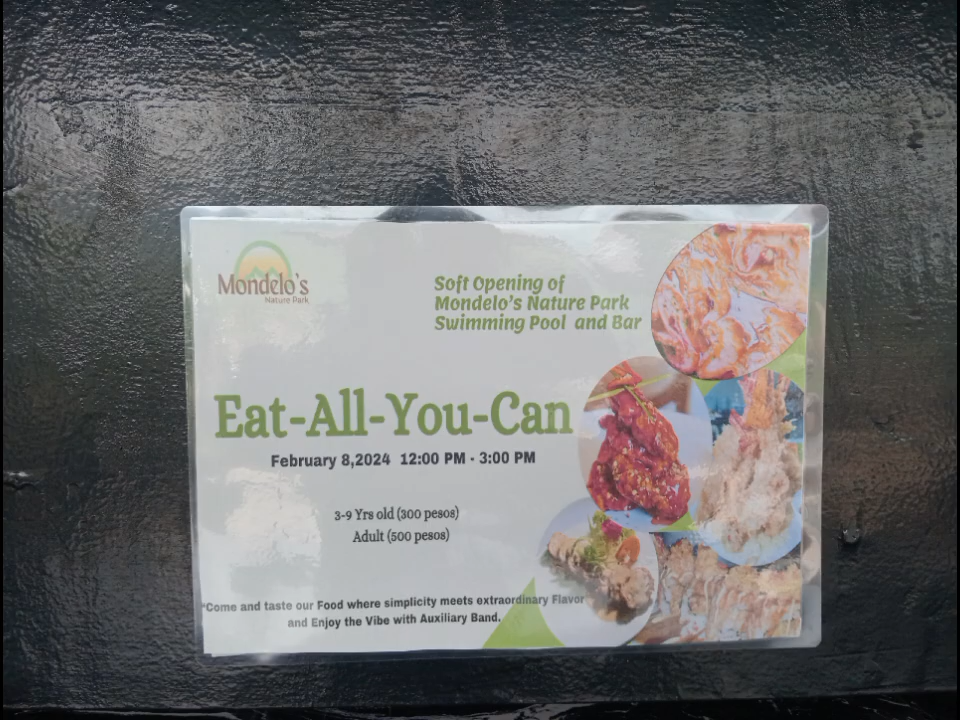 Mondelo's
Nature Park
Soft Opening of
Mondelo's Nature Park
Swimming Pool and Bar
Eat-All-You-Can
February 8,2024 12:00 PM - 3:00 PM
3-9 Yrs old (300 pesos)
Adult (500 pesos)
"Come and taste our Food where simplicity meets extraordinary Flavor
and Enjoy the Vibe with Auxiliary Band.